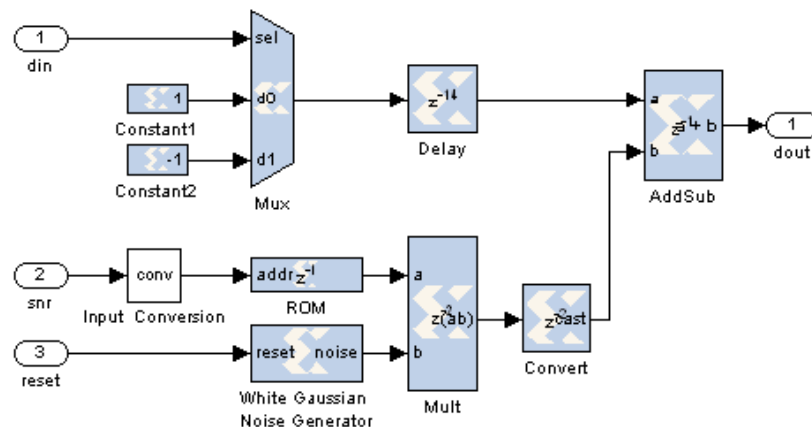 1
din
sel
1
d0
Constant1
-1
d1
Constant2
Mux
z⁻¹⁴
Delay
a
b
AddSub
1
dout
2
snr
conv
Input Conversion
addr z⁻¹
ROM
3
reset
reset noise
White Gaussian
Noise Generator
a
b
Mult
Convert